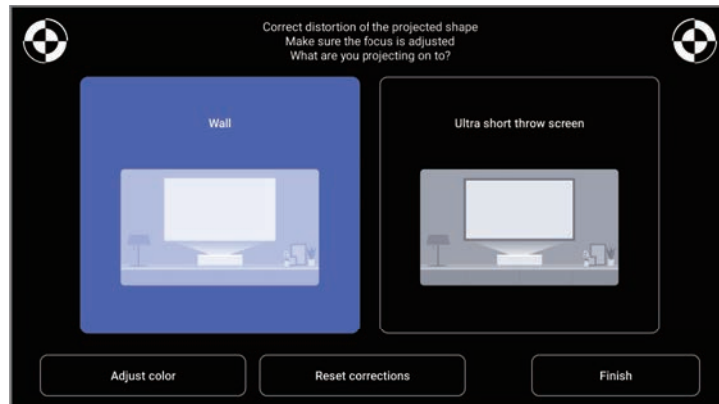 Correct distortion of the projected shape
Make sure the focus is adjusted
What are you projecting on to?
Wall
Ultra short throw screen
Adjust color
Reset corrections
Finish